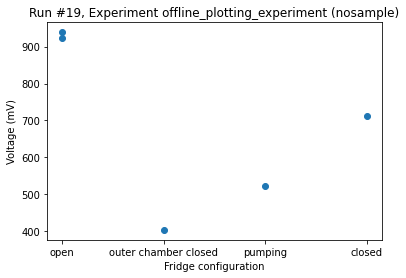 Run #19, Experiment offline_plotting_experiment (nosample)
900
800
700
600
500
400
Voltage (mV)
open outer chamber closed pumping closed
Fridge configuration